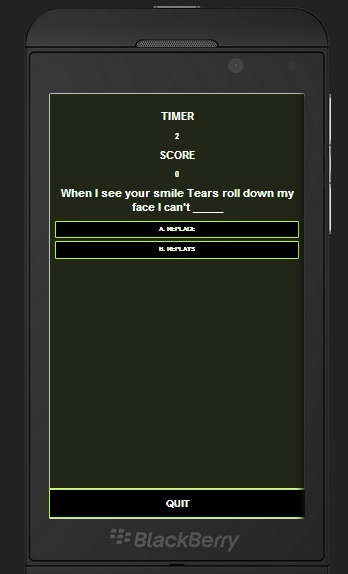 TIMER
2
SCORE
0
When I see your smile Tears roll down my
face I can't _____
A. REPLACE
B. REPLAYS
QUIT
BlackBerry